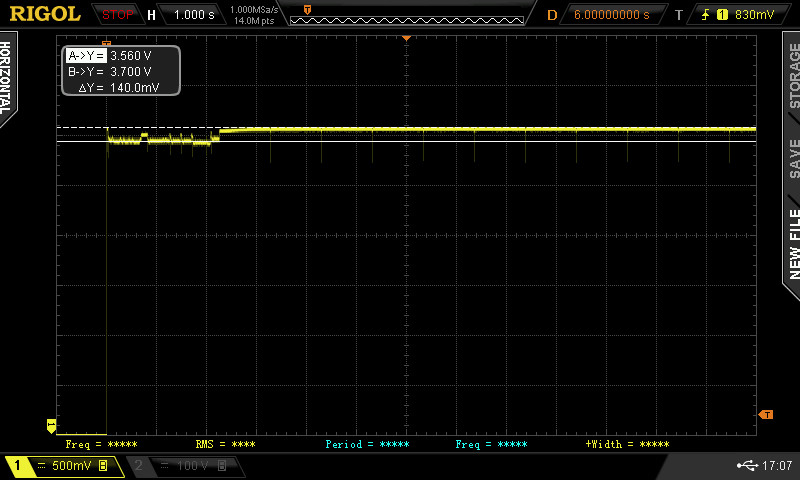 RIGOL STOP H 1.000 s 1.000MSa/s 14.0M pts T D 6.00000000 s T 1 830mV
HORIZONTAL
A->Y = 3.560 V
B->Y = 3.700 V
ΔY = 140.0mV
STORAGE
SAVE
NEW FILE
T
1
Freq = ***** RMS = **** Period = ***** Freq = ***** +Width = *****
1 500mV B 2 100 V B 17:07